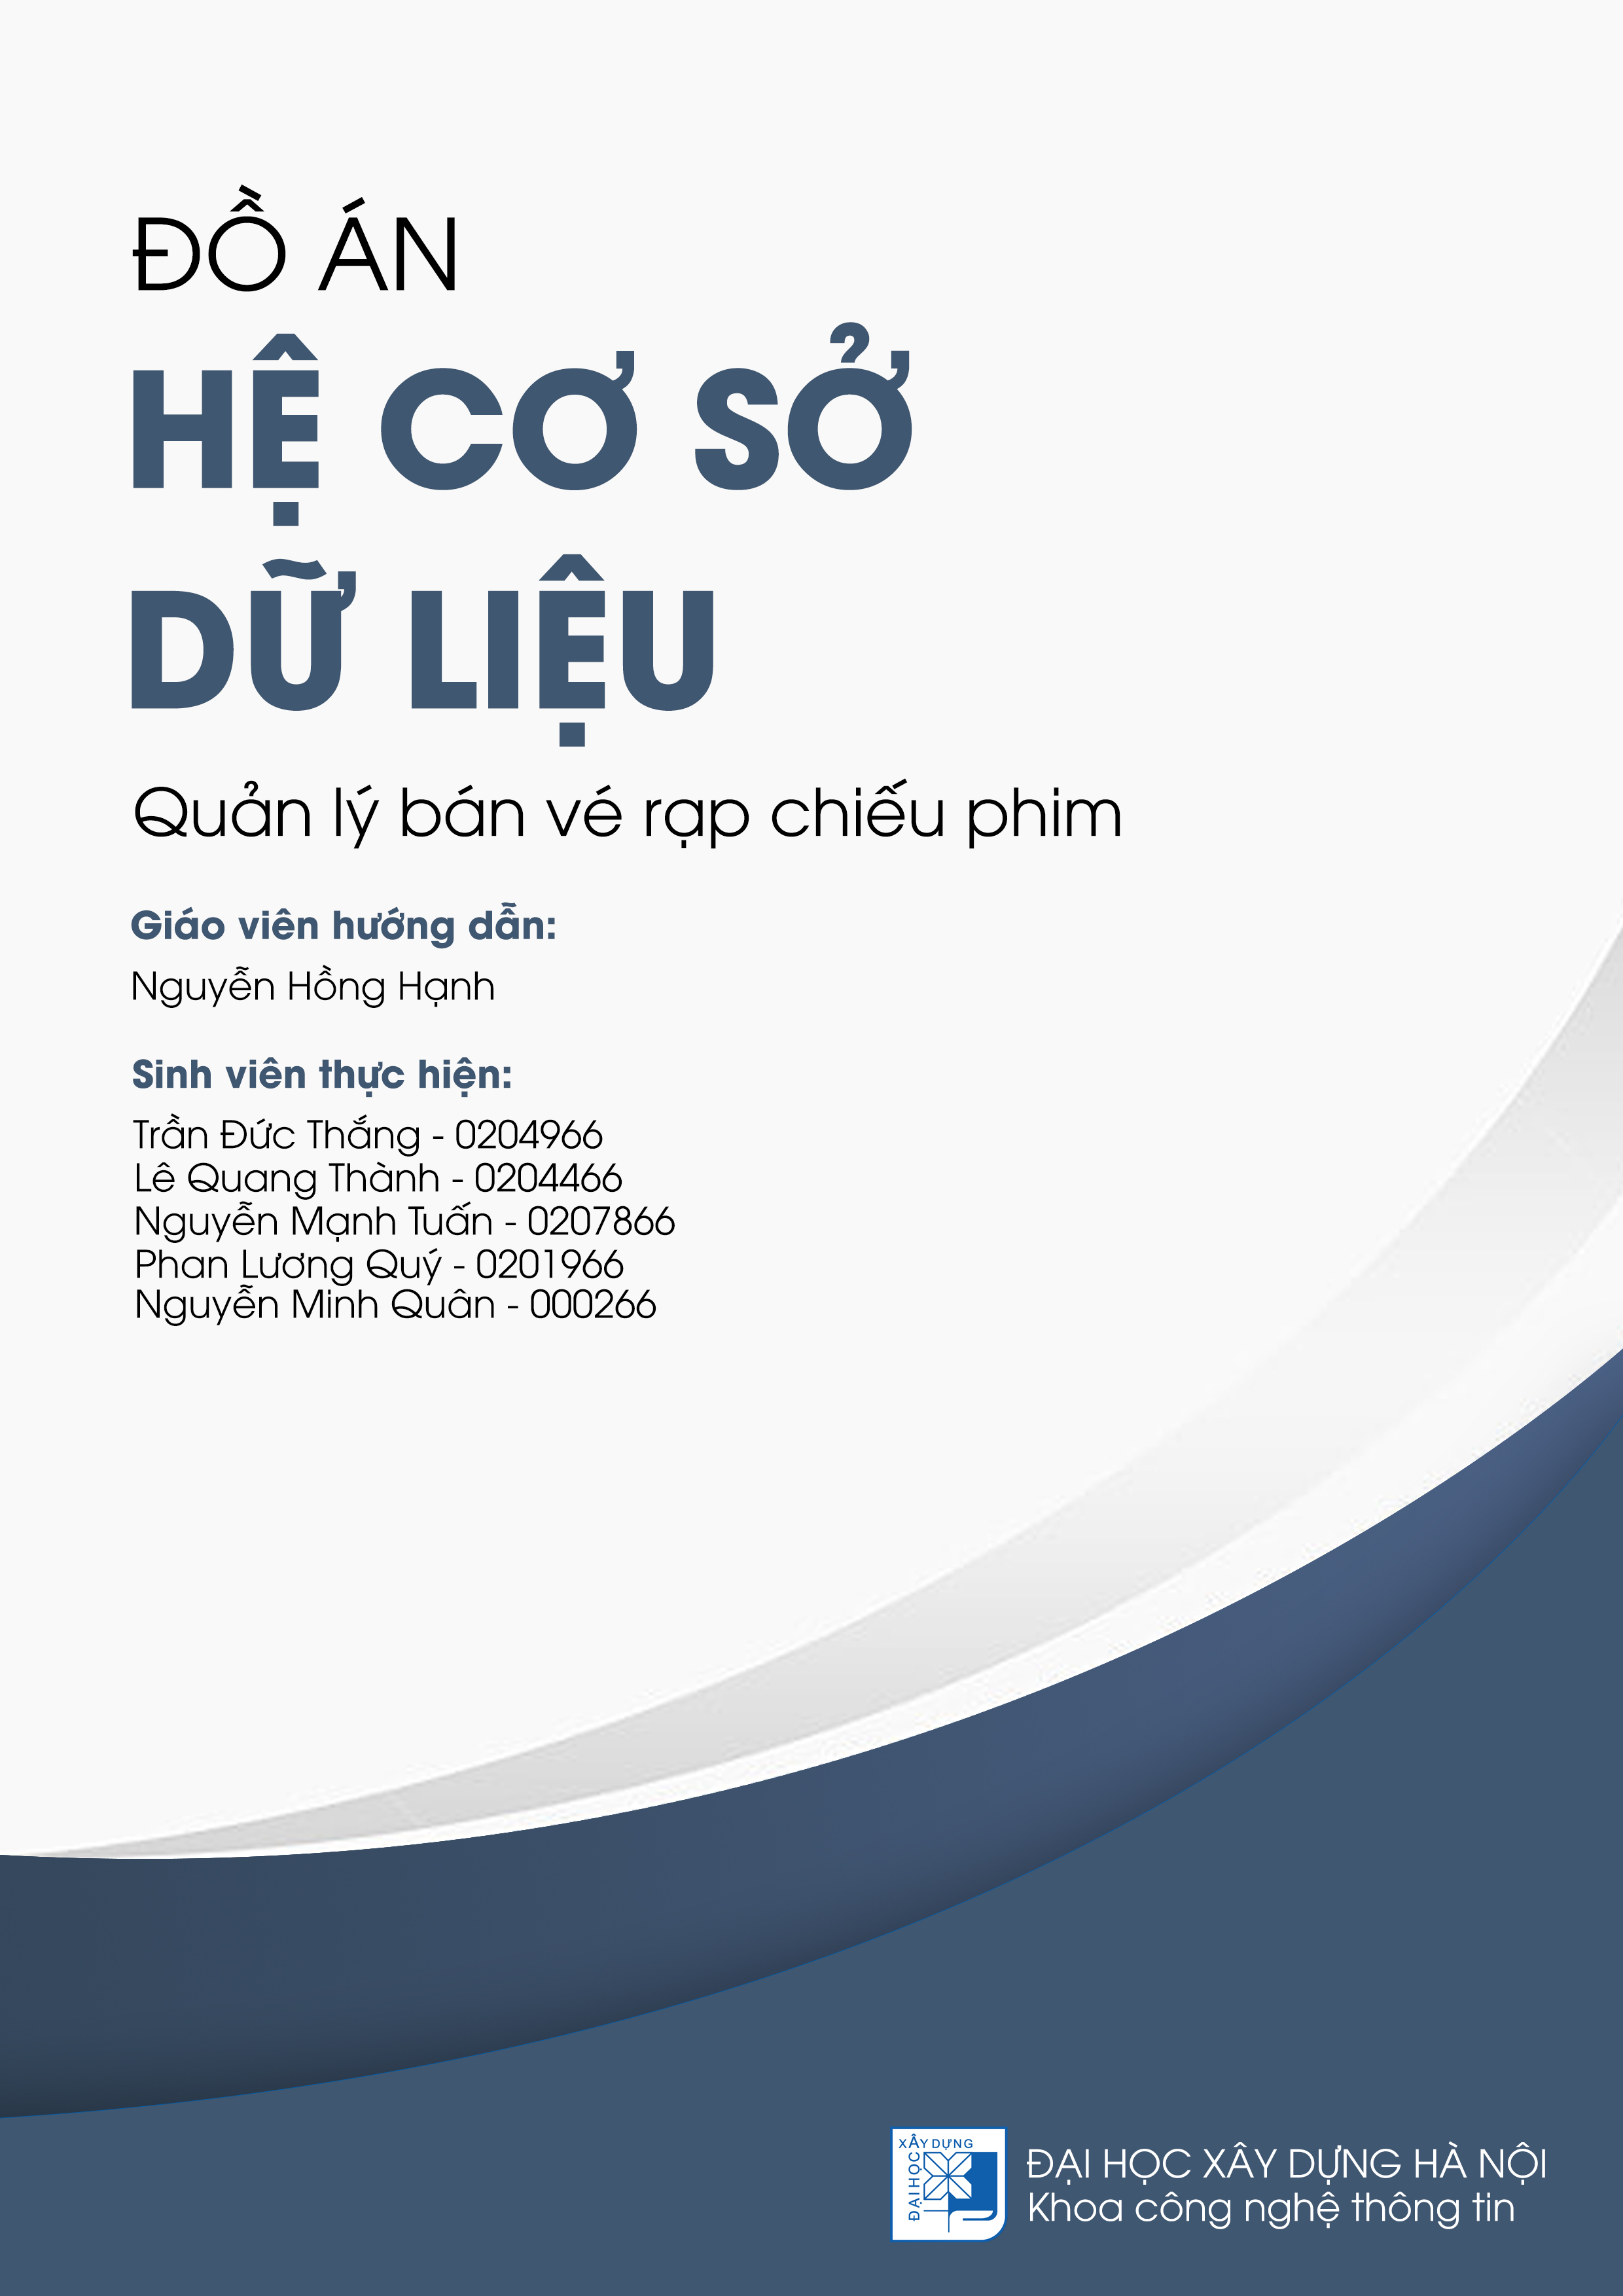 ĐỒ ÁN
HỆ CƠ SỞ
DỮ LIỆU
Quản lý bán vé rạp chiếu phim
Giáo viên hướng dẫn:
Nguyễn Hồng Hạnh
Sinh viên thực hiện:
Trần Đức Thắng - 0204966
Lê Quang Thành - 0204466
Nguyễn Mạnh Tuấn - 0207866
Phan Lương Quý - 0201966
Nguyễn Minh Quân - 000266
XÂY DỰNG
ĐẠI HỌC
ĐẠI HỌC XÂY DỰNG HÀ NỘI
Khoa công nghệ thông tin